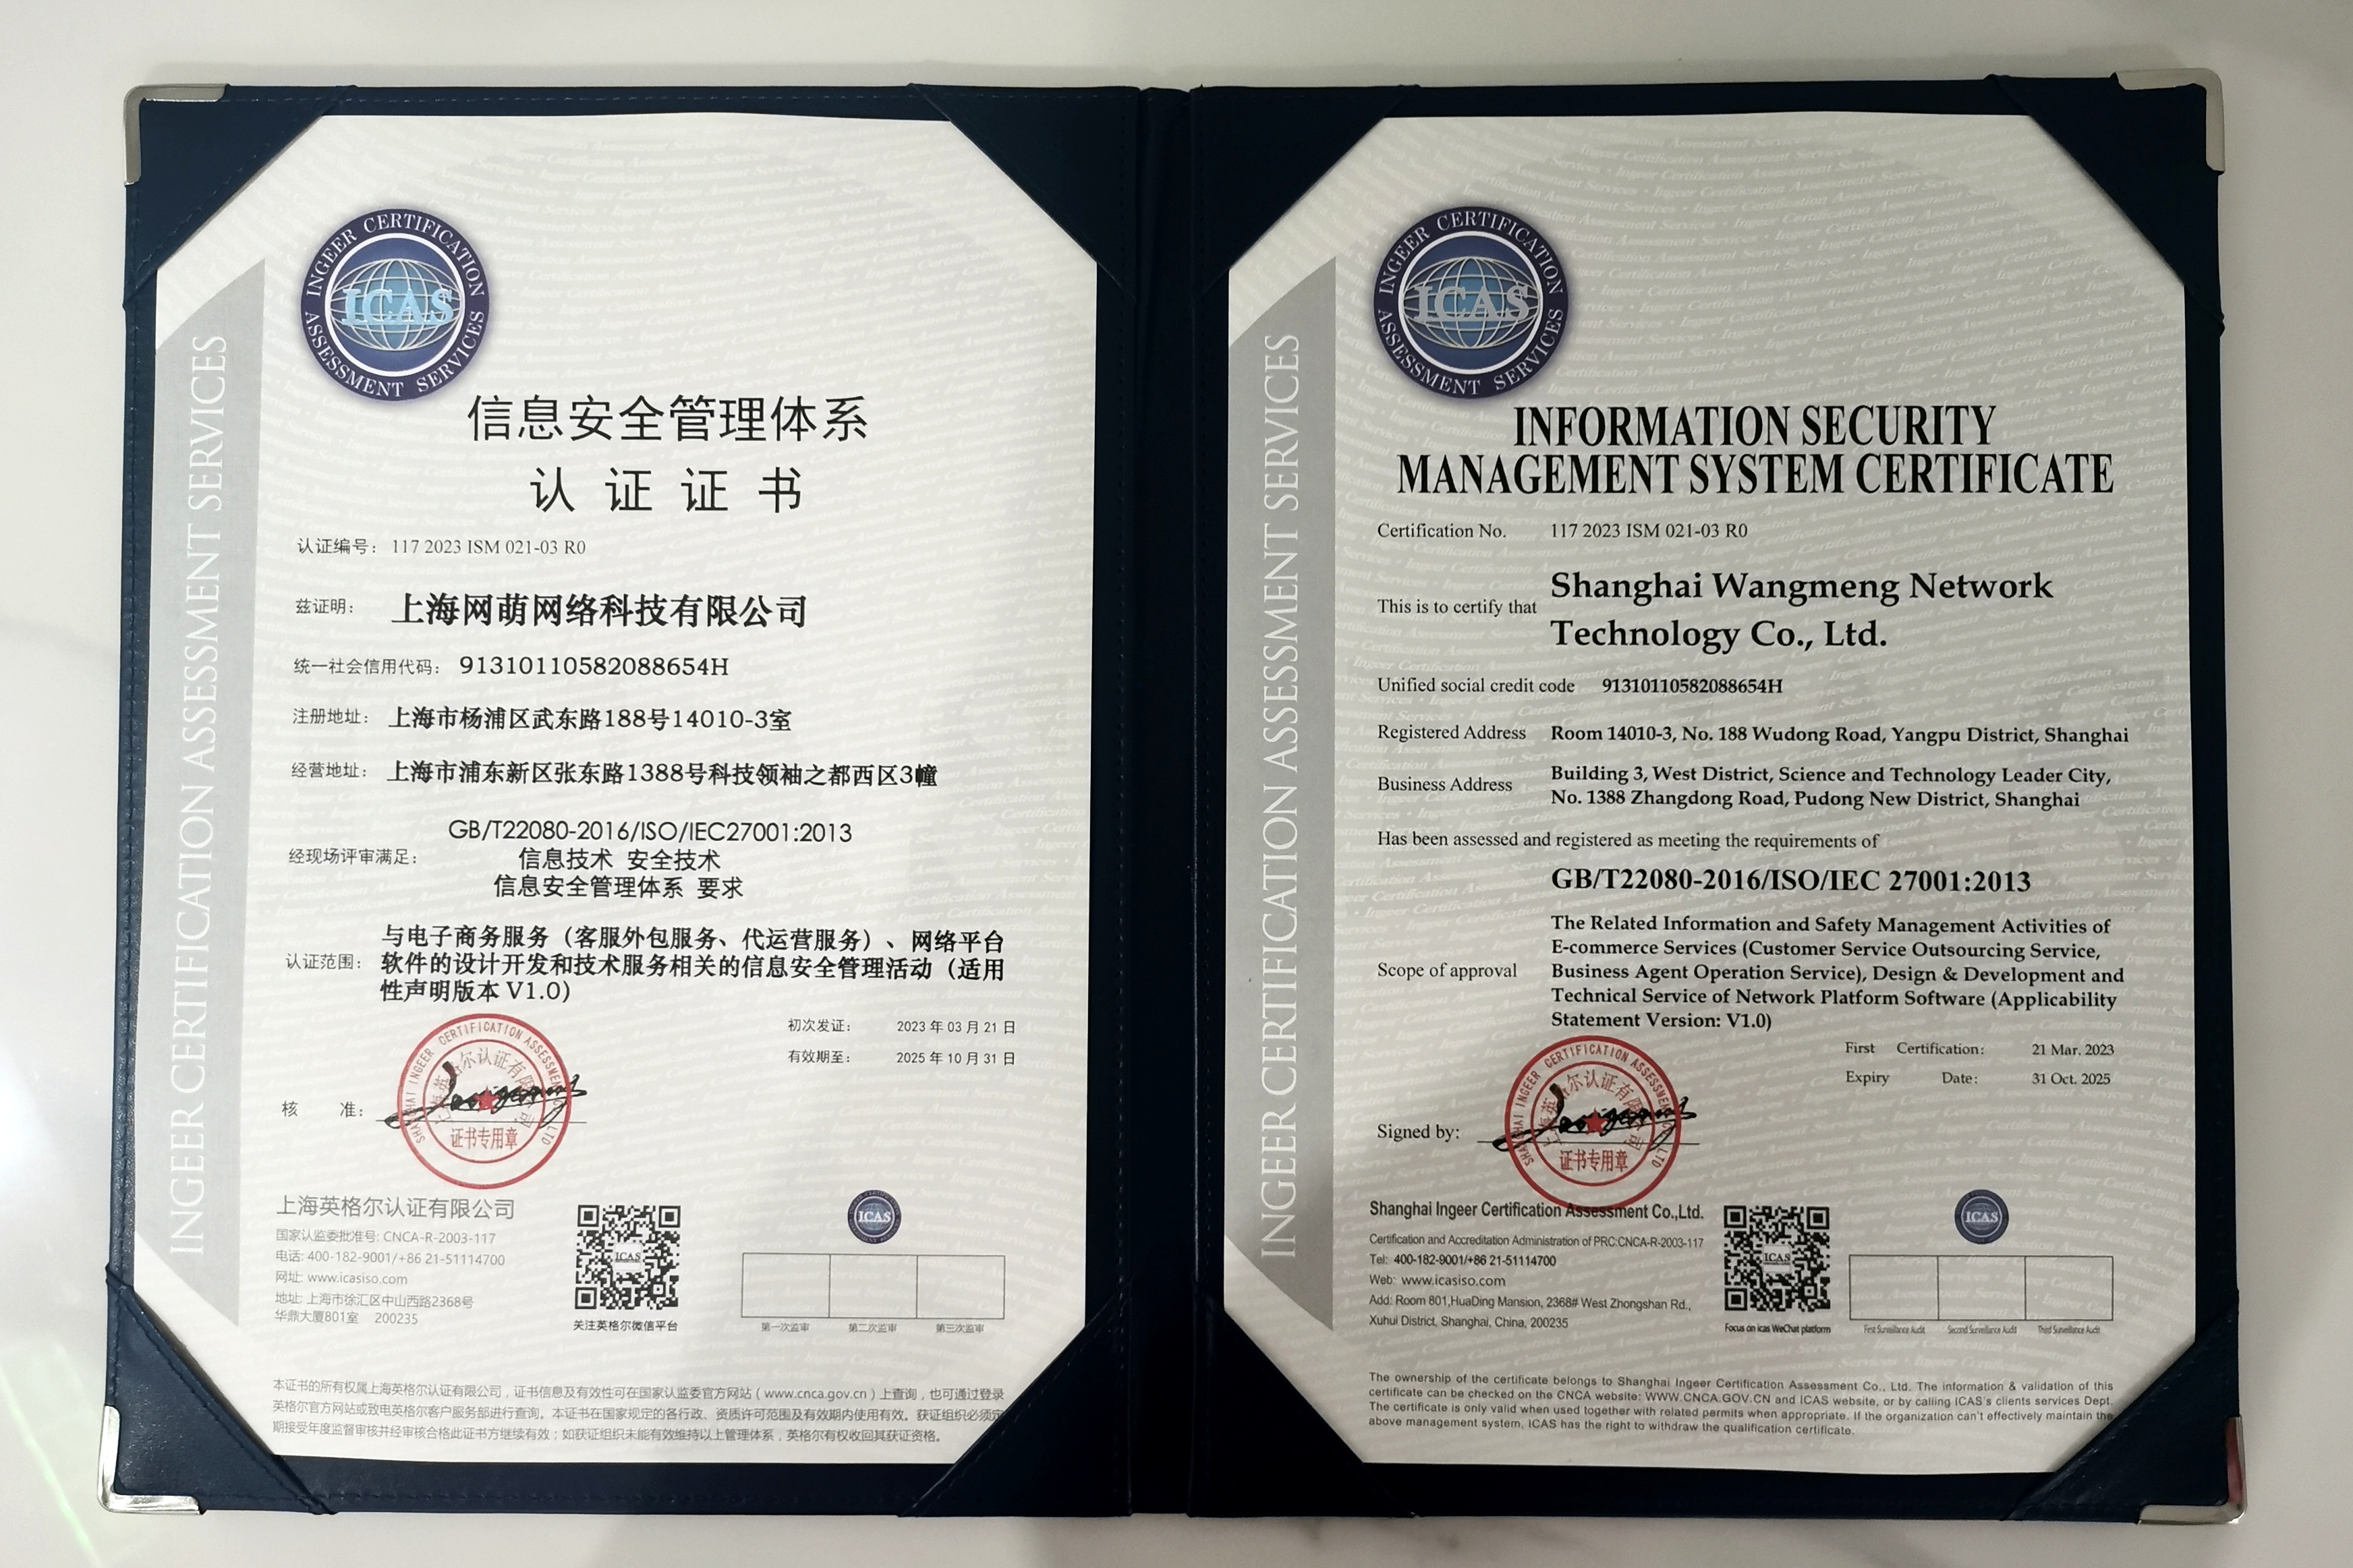 INGEER CERTIFICATION
ICAS
ASSESSMENT SERVICES
INGEER CERTIFICATION ASSESSMENT SERVICES
信息安全管理体系
认证证书
认证编号： 117 2023 ISM 021-03 R0
兹证明： 上海网萌网络科技有限公司
统一社会信用代码： 91310110582088654H
注册地址： 上海市杨浦区武东路188号14010-3室
经营地址： 上海市浦东新区张东路1388号科技领袖之都西区3幢
经现场评审满足：
GB/T22080-2016/ISO/IEC27001:2013
信息技术 安全技术
信息安全管理体系 要求
认证范围：
与电子商务服务（客服外包服务、代运营服务）、网络平台
软件的设计开发和技术服务相关的信息安全管理活动（适用
性声明版本 V1.0）
初次发证： 2023 年 03 月 21 日
有效期至： 2025 年 10 月 31 日
核 准：
SHANGHAI INGEER CERTIFICATION ASSESSMENT CO., LTD
上海英格尔认证有限公司
证书专用章
上海英格尔认证有限公司
国家认监委批准号: CNCA-R-2003-117
电话: 400-182-9001/+86 21-51114700
网址: www.icasiso.com
地址: 上海市徐汇区中山西路2368号
华鼎大厦801室 200235
ICAS
关注英格尔微信平台
ICAS
第一次监审 第二次监审 第三次监审
本证书的所有权属上海英格尔认证有限公司，证书信息及有效性可在国家认监委官方网站（www.cnca.gov.cn）上查询，也可通过登录
英格尔官方网站或致电英格尔客户服务部进行查询。本证书在国家规定的各行政、资质许可范围及有效期内使用有效。获证组织必须定
期接受年度监督审核并经审核合格此证书方继续有效；如获证组织未能有效维持以上管理体系，英格尔有权收回其获证资格。
INGEER CERTIFICATION
ICAS
ASSESSMENT SERVICES
INGEER CERTIFICATION ASSESSMENT SERVICES
INFORMATION SECURITY
MANAGEMENT SYSTEM CERTIFICATE
Certification No. 117 2023 ISM 021-03 R0
This is to certify that
Shanghai Wangmeng Network
Technology Co., Ltd.
Unified social credit code 91310110582088654H
Registered Address Room 14010-3, No. 188 Wudong Road, Yangpu District, Shanghai
Business Address
Building 3, West District, Science and Technology Leader City,
No. 1388 Zhangdong Road, Pudong New District, Shanghai
Has been assessed and registered as meeting the requirements of
GB/T22080-2016/ISO/IEC 27001:2013
Scope of approval
The Related Information and Safety Management Activities of
E-commerce Services (Customer Service Outsourcing Service,
Business Agent Operation Service), Design & Development and
Technical Service of Network Platform Software (Applicability
Statement Version: V1.0)
First Certification: 21 Mar. 2023
Expiry Date: 31 Oct. 2025
Signed by:
SHANGHAI INGEER CERTIFICATION ASSESSMENT CO., LTD
上海英格尔认证有限公司
证书专用章
Shanghai Ingeer Certification Assessment Co.,Ltd.
Certification and Accreditation Administration of PRC:CNCA-R-2003-117
Tel: 400-182-9001/+86 21-51114700
Web: www.icasiso.com
Add: Room 801,HuaDing Mansion, 2368# West Zhongshan Rd.,
Xuhui District, Shanghai, China, 200235
ICAS
Focus on icas WeChat platform
ICAS
First Surveillance Audit Second Surveillance Audit Third Surveillance Audit
The ownership of the certificate belongs to Shanghai Ingeer Certification Assessment Co., Ltd. The information & validation of this
certificate can be checked on the CNCA website: WWW.CNCA.GOV.CN and ICAS website, or by calling ICAS's clients services Dept.
The certificate is only valid when used together with related permits when appropriate. If the organization can't effectively maintain the
above management system, ICAS has the right to withdraw the qualification certificate.